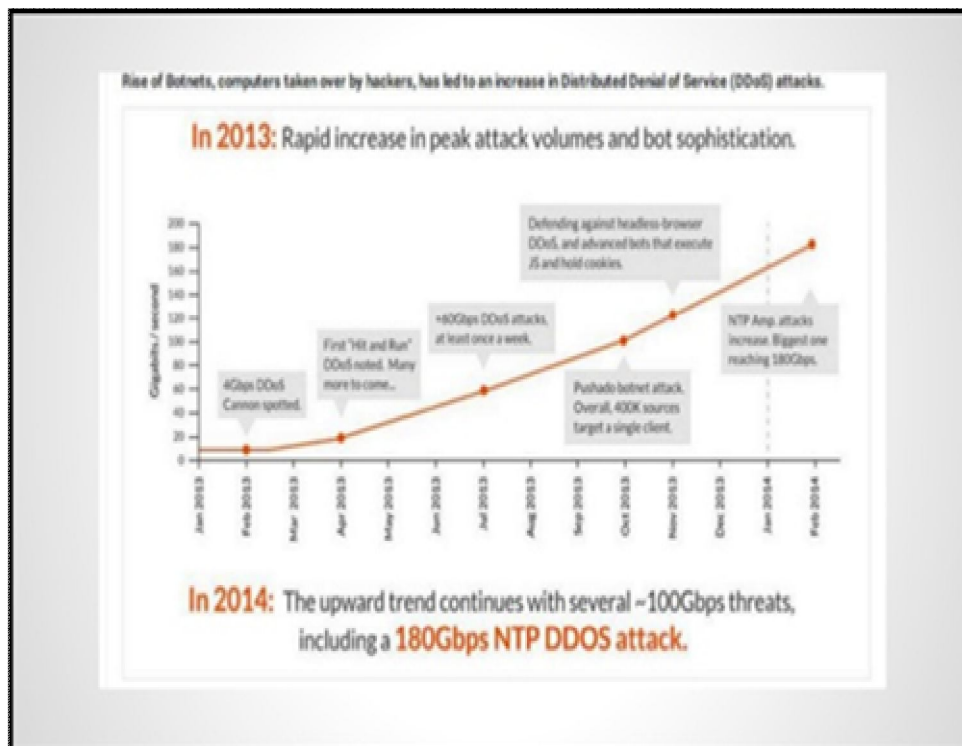 Rise of Botnets, computers taken over by hackers, has led to an increase in Distributed Denial of Service (DDoS) attacks.
In 2013: Rapid increase in peak attack volumes and bot sophistication.
Gigabits / second
200
180
160
140
120
100
80
60
40
20
0
4Gbps DDoS
Cannon spotted.
First "Hit and Run"
DDoS noted. Many
more to come...
+60Gbps DDoS attacks,
at least once a week.
Defending against headless-browser
DDoS, and advanced bots that execute
JS and hold cookies.
Pushado botnet attack.
Overall, 400K sources
target a single client.
NTP Amp. attacks
increase. Biggest one
reaching 180Gbps.
Jan 2013
Feb 2013
Mar 2013
Apr 2013
May 2013
Jun 2013
Jul 2013
Aug 2013
Sep 2013
Oct 2013
Nov 2013
Dec 2013
Jan 2014
Feb 2014
In 2014: The upward trend continues with several ~100Gbps threats,
including a 180Gbps NTP DDOS attack.